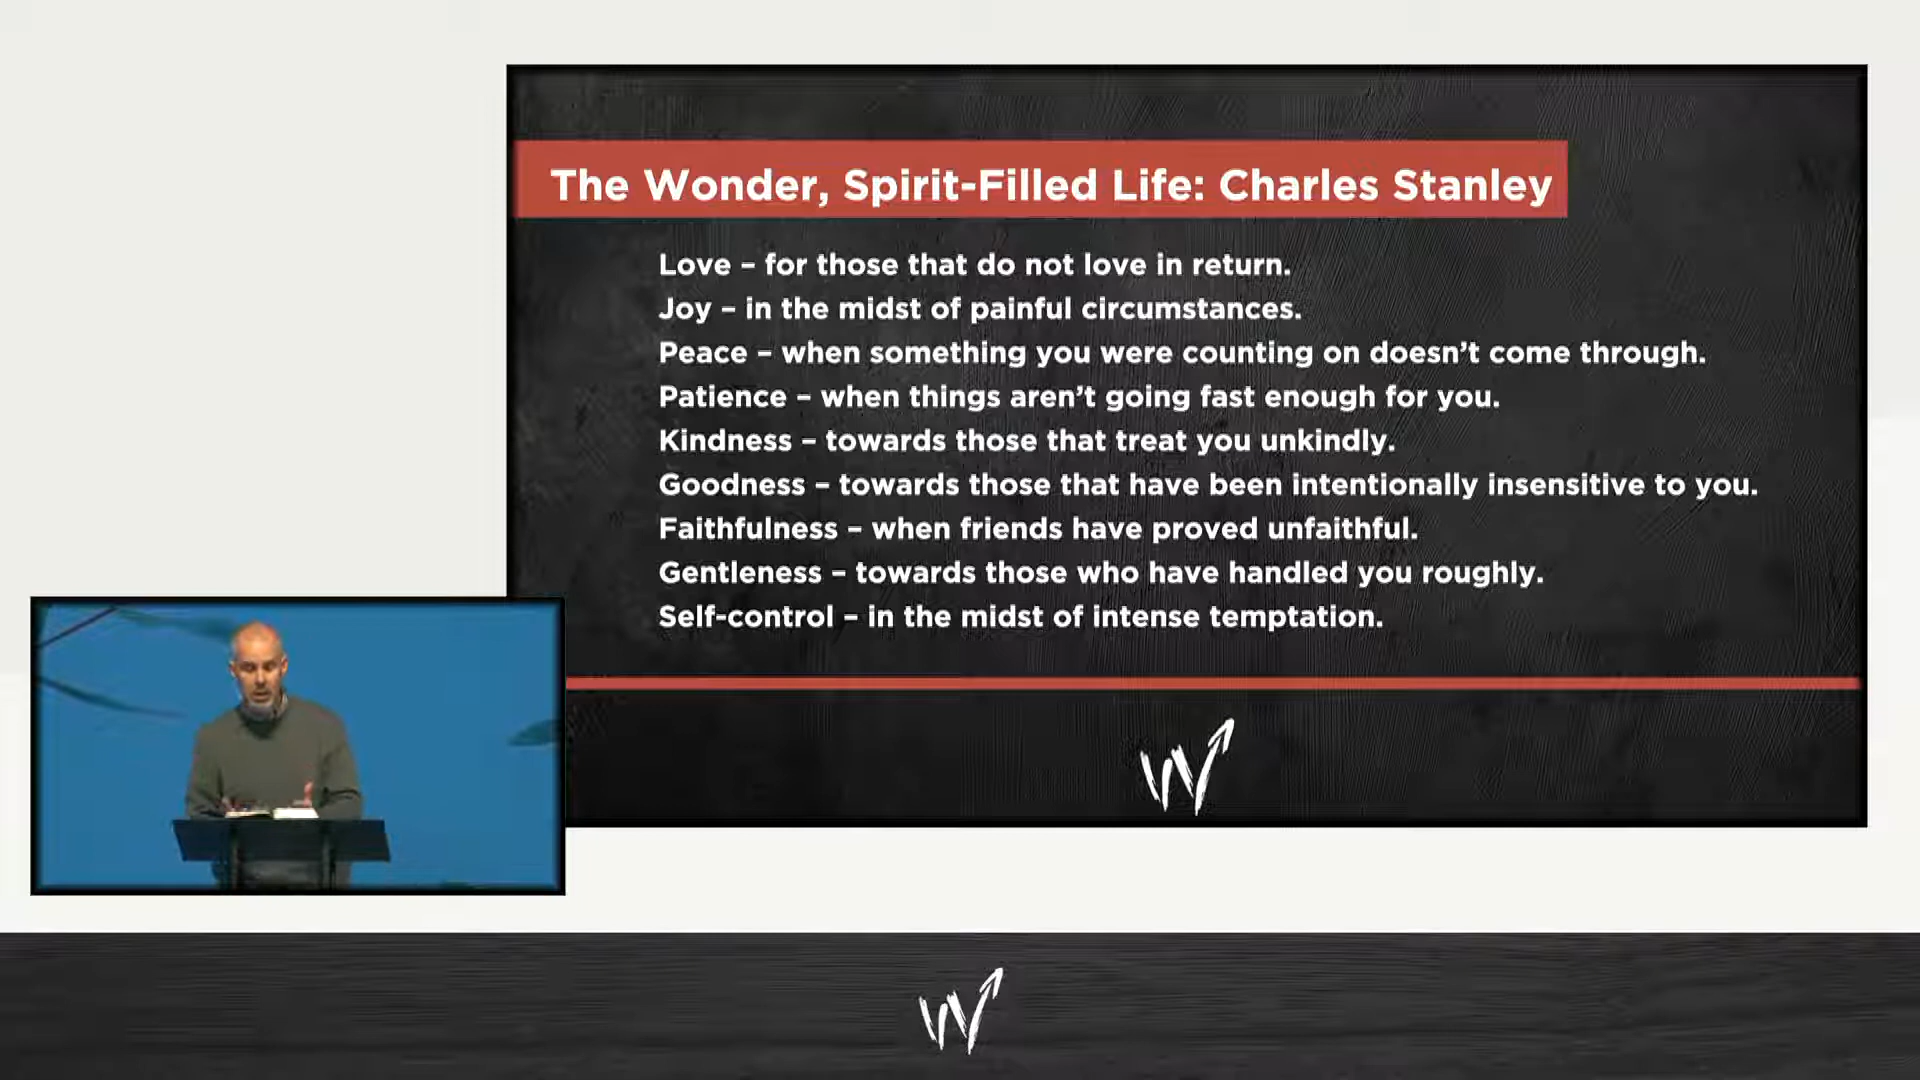 The Wonder, Spirit-Filled Life: Charles Stanley
Love – for those that do not love in return.
Joy – in the midst of painful circumstances.
Peace – when something you were counting on doesn’t come through.
Patience – when things aren’t going fast enough for you.
Kindness – towards those that treat you unkindly.
Goodness – towards those that have been intentionally insensitive to you.
Faithfulness – when friends have proved unfaithful.
Gentleness – towards those who have handled you roughly.
Self-control – in the midst of intense temptation.
W
W